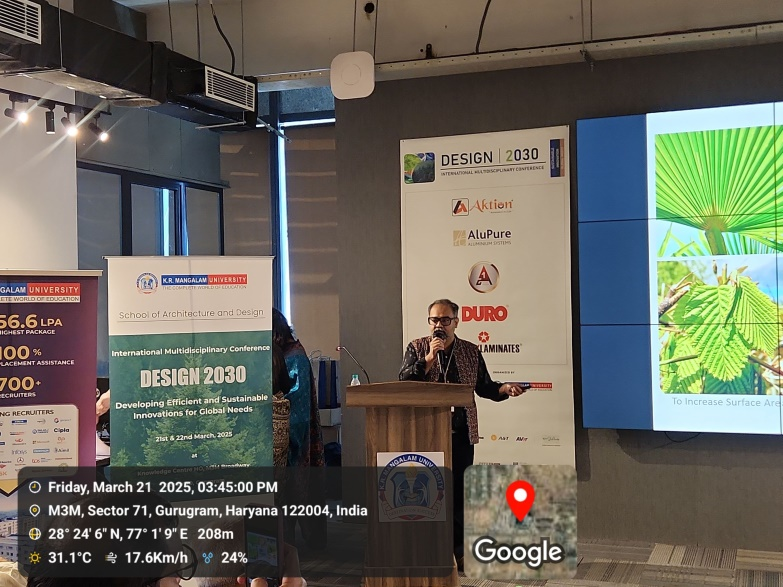 DESIGN | 2030
INTERNATIONAL MULTIDISCIPLINARY CONFERENCE
Aktion
AluPure
ALUMINIUM SYSTEMS
DURO
LAMINATES
To Increase Surface Are
K.R. MANGALAM UNIVERSITY
THE COMPLETE WORLD OF EDUCATION
School of Architecture and Design
International Multidisciplinary Conference
DESIGN 2030
Developing Efficient and Sustainable
Innovations for Global Needs
21st & 22nd March, 2025
at
NGALAM UNIVERSITY
LETE WORLD OF EDUCATION
56.6 LPA
HIGHEST PACKAGE
100 %
PLACEMENT ASSISTANCE
700+
RECRUITERS
NG RECRUITERS
Cipla
K.R. MANGALAM UNIVERSITY
Friday, March 21 2025, 03:45:00 PM
M3M, Sector 71, Gurugram, Haryana 122004, India
28° 24' 6" N, 77° 1' 9" E 208m
31.1°C 17.6Km/h 24%
Google